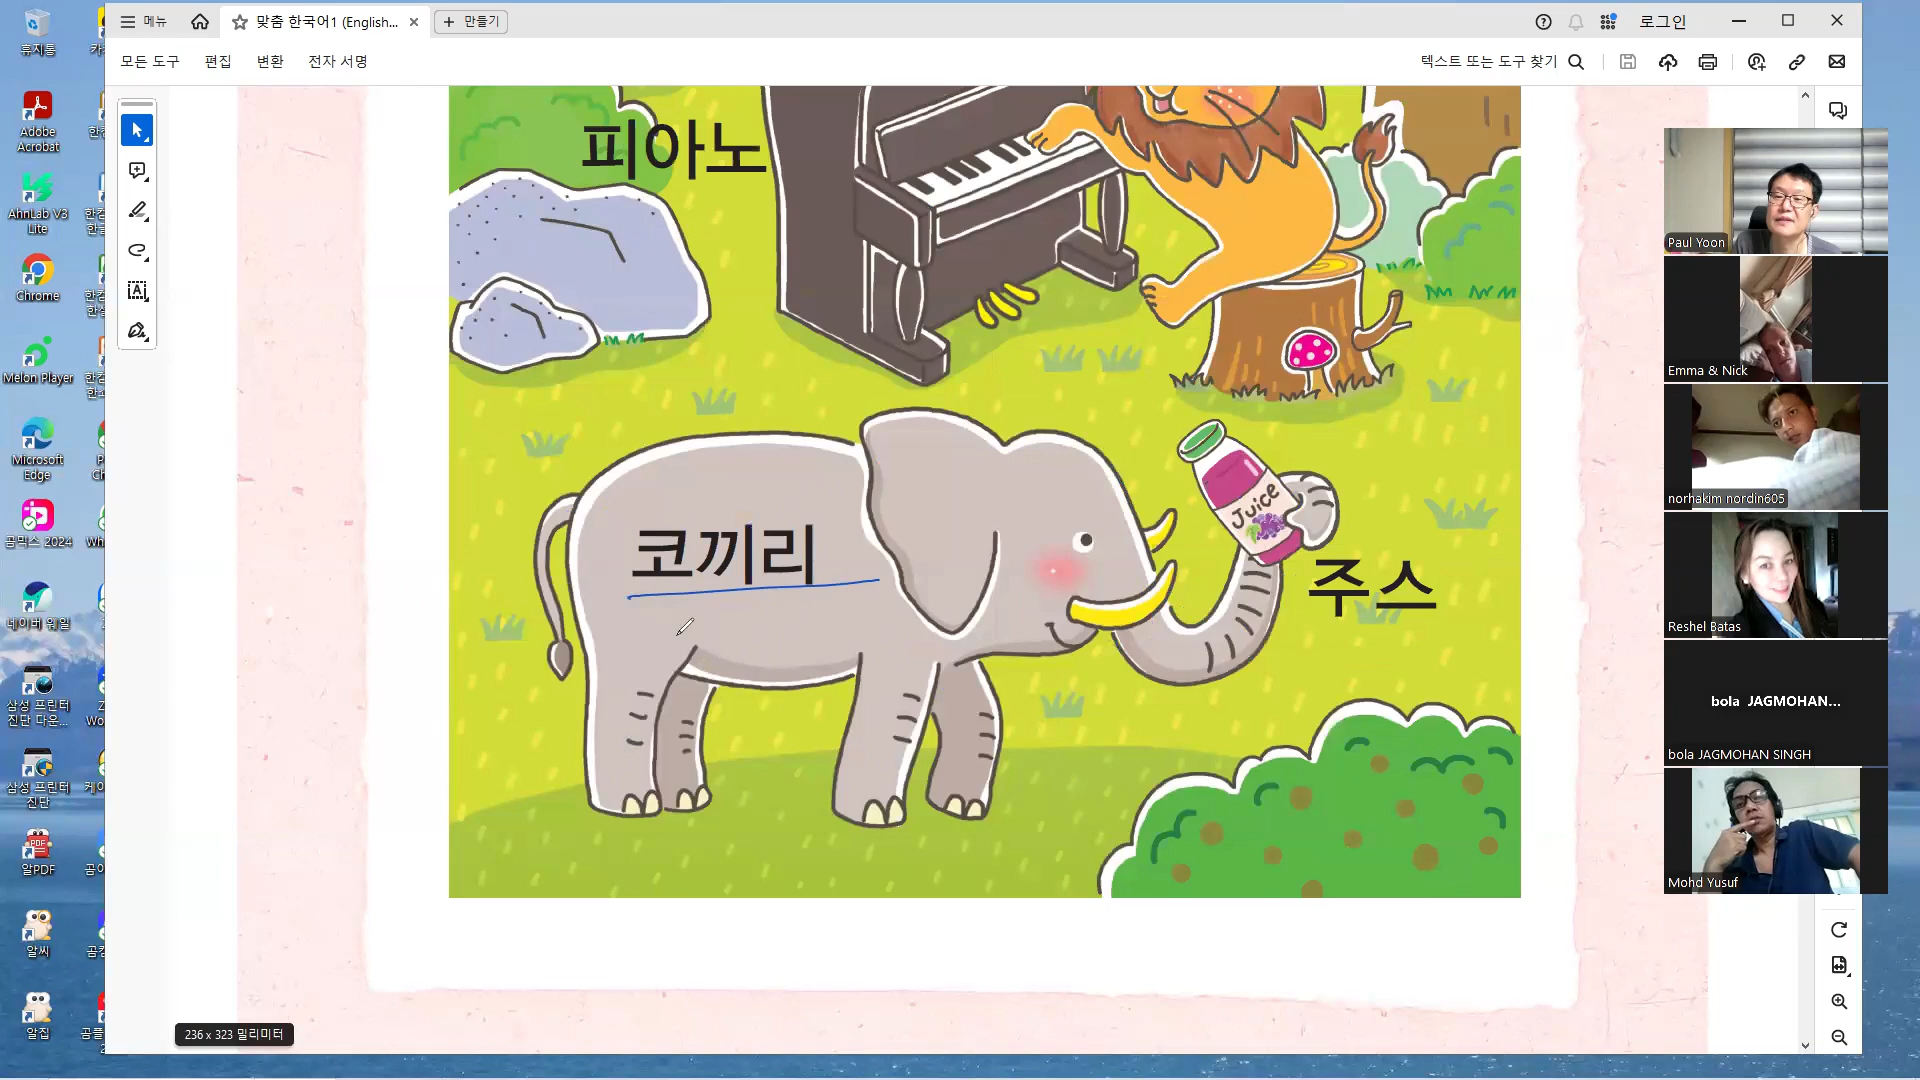 메뉴
맞춤 한국어1 (English...
만들기
로그인
모든 도구
편집
변환
전자 서명
텍스트 또는 도구 찾기
휴지통
Adobe Acrobat
AhnLab V3 Lite
Chrome
Melon Player
Microsoft Edge
곰믹스 2024
네이버 웨일
삼성 프린터 진단 다운...
삼성 프린터 진단
알PDF
알씨
알집
피아노
코끼리
Juice
주스
236 x 323 밀리미터
Paul Yoon
Emma & Nick
norhakim nordin605
Reshel Batas
bola JAGMOHAN...
bola JAGMOHAN SINGH
Mohd Yusuf